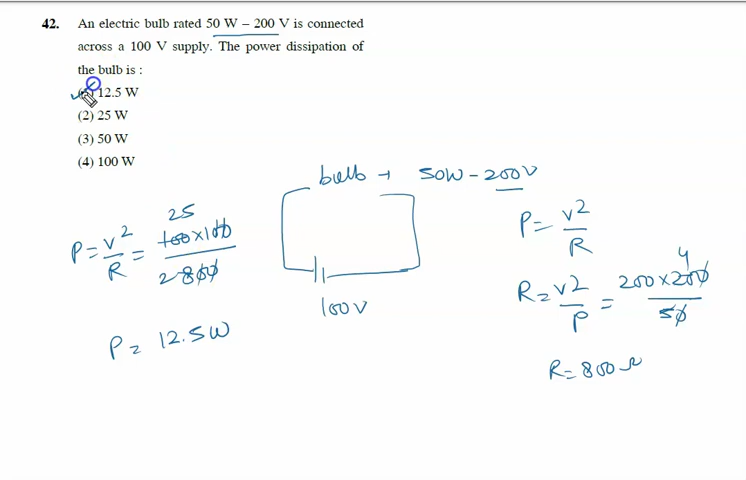 42. An electric bulb rated 50 W – 200 V is connected
across a 100 V supply. The power dissipation of
the bulb is :
12.5 W
(2) 25 W
(3) 50 W
(4) 100 W
bulb → 50W - 200V
100V
P = V²/R
R = V²/P = 200 × 200/50
4
R = 800 Ω
P = V²/R = 100 × 100/800
25
2
P = 12.5W